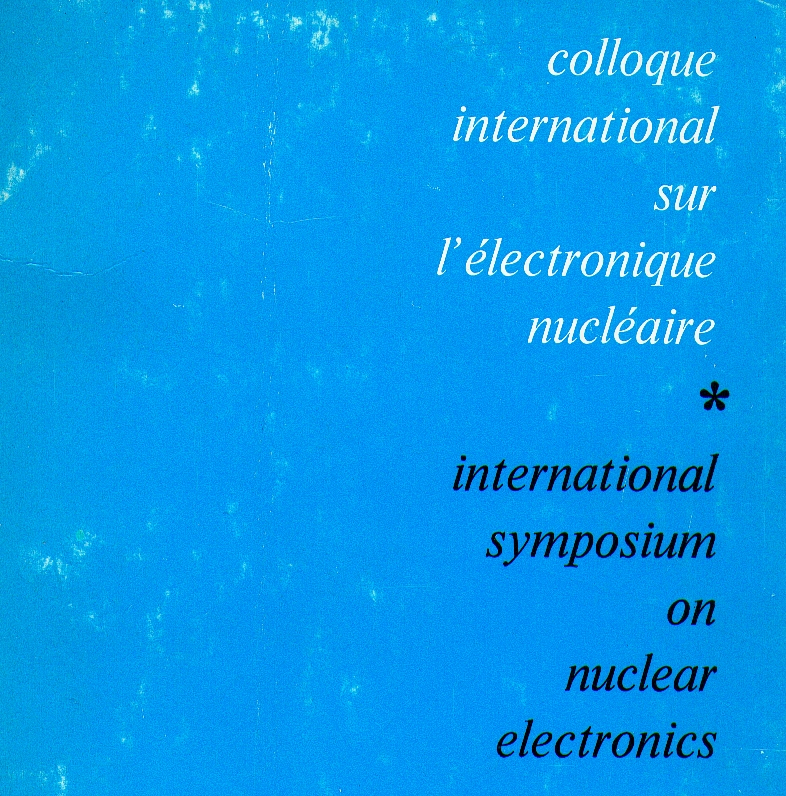 colloque
international
sur
l'électronique
nucléaire
*
international
symposium
on
nuclear
electronics